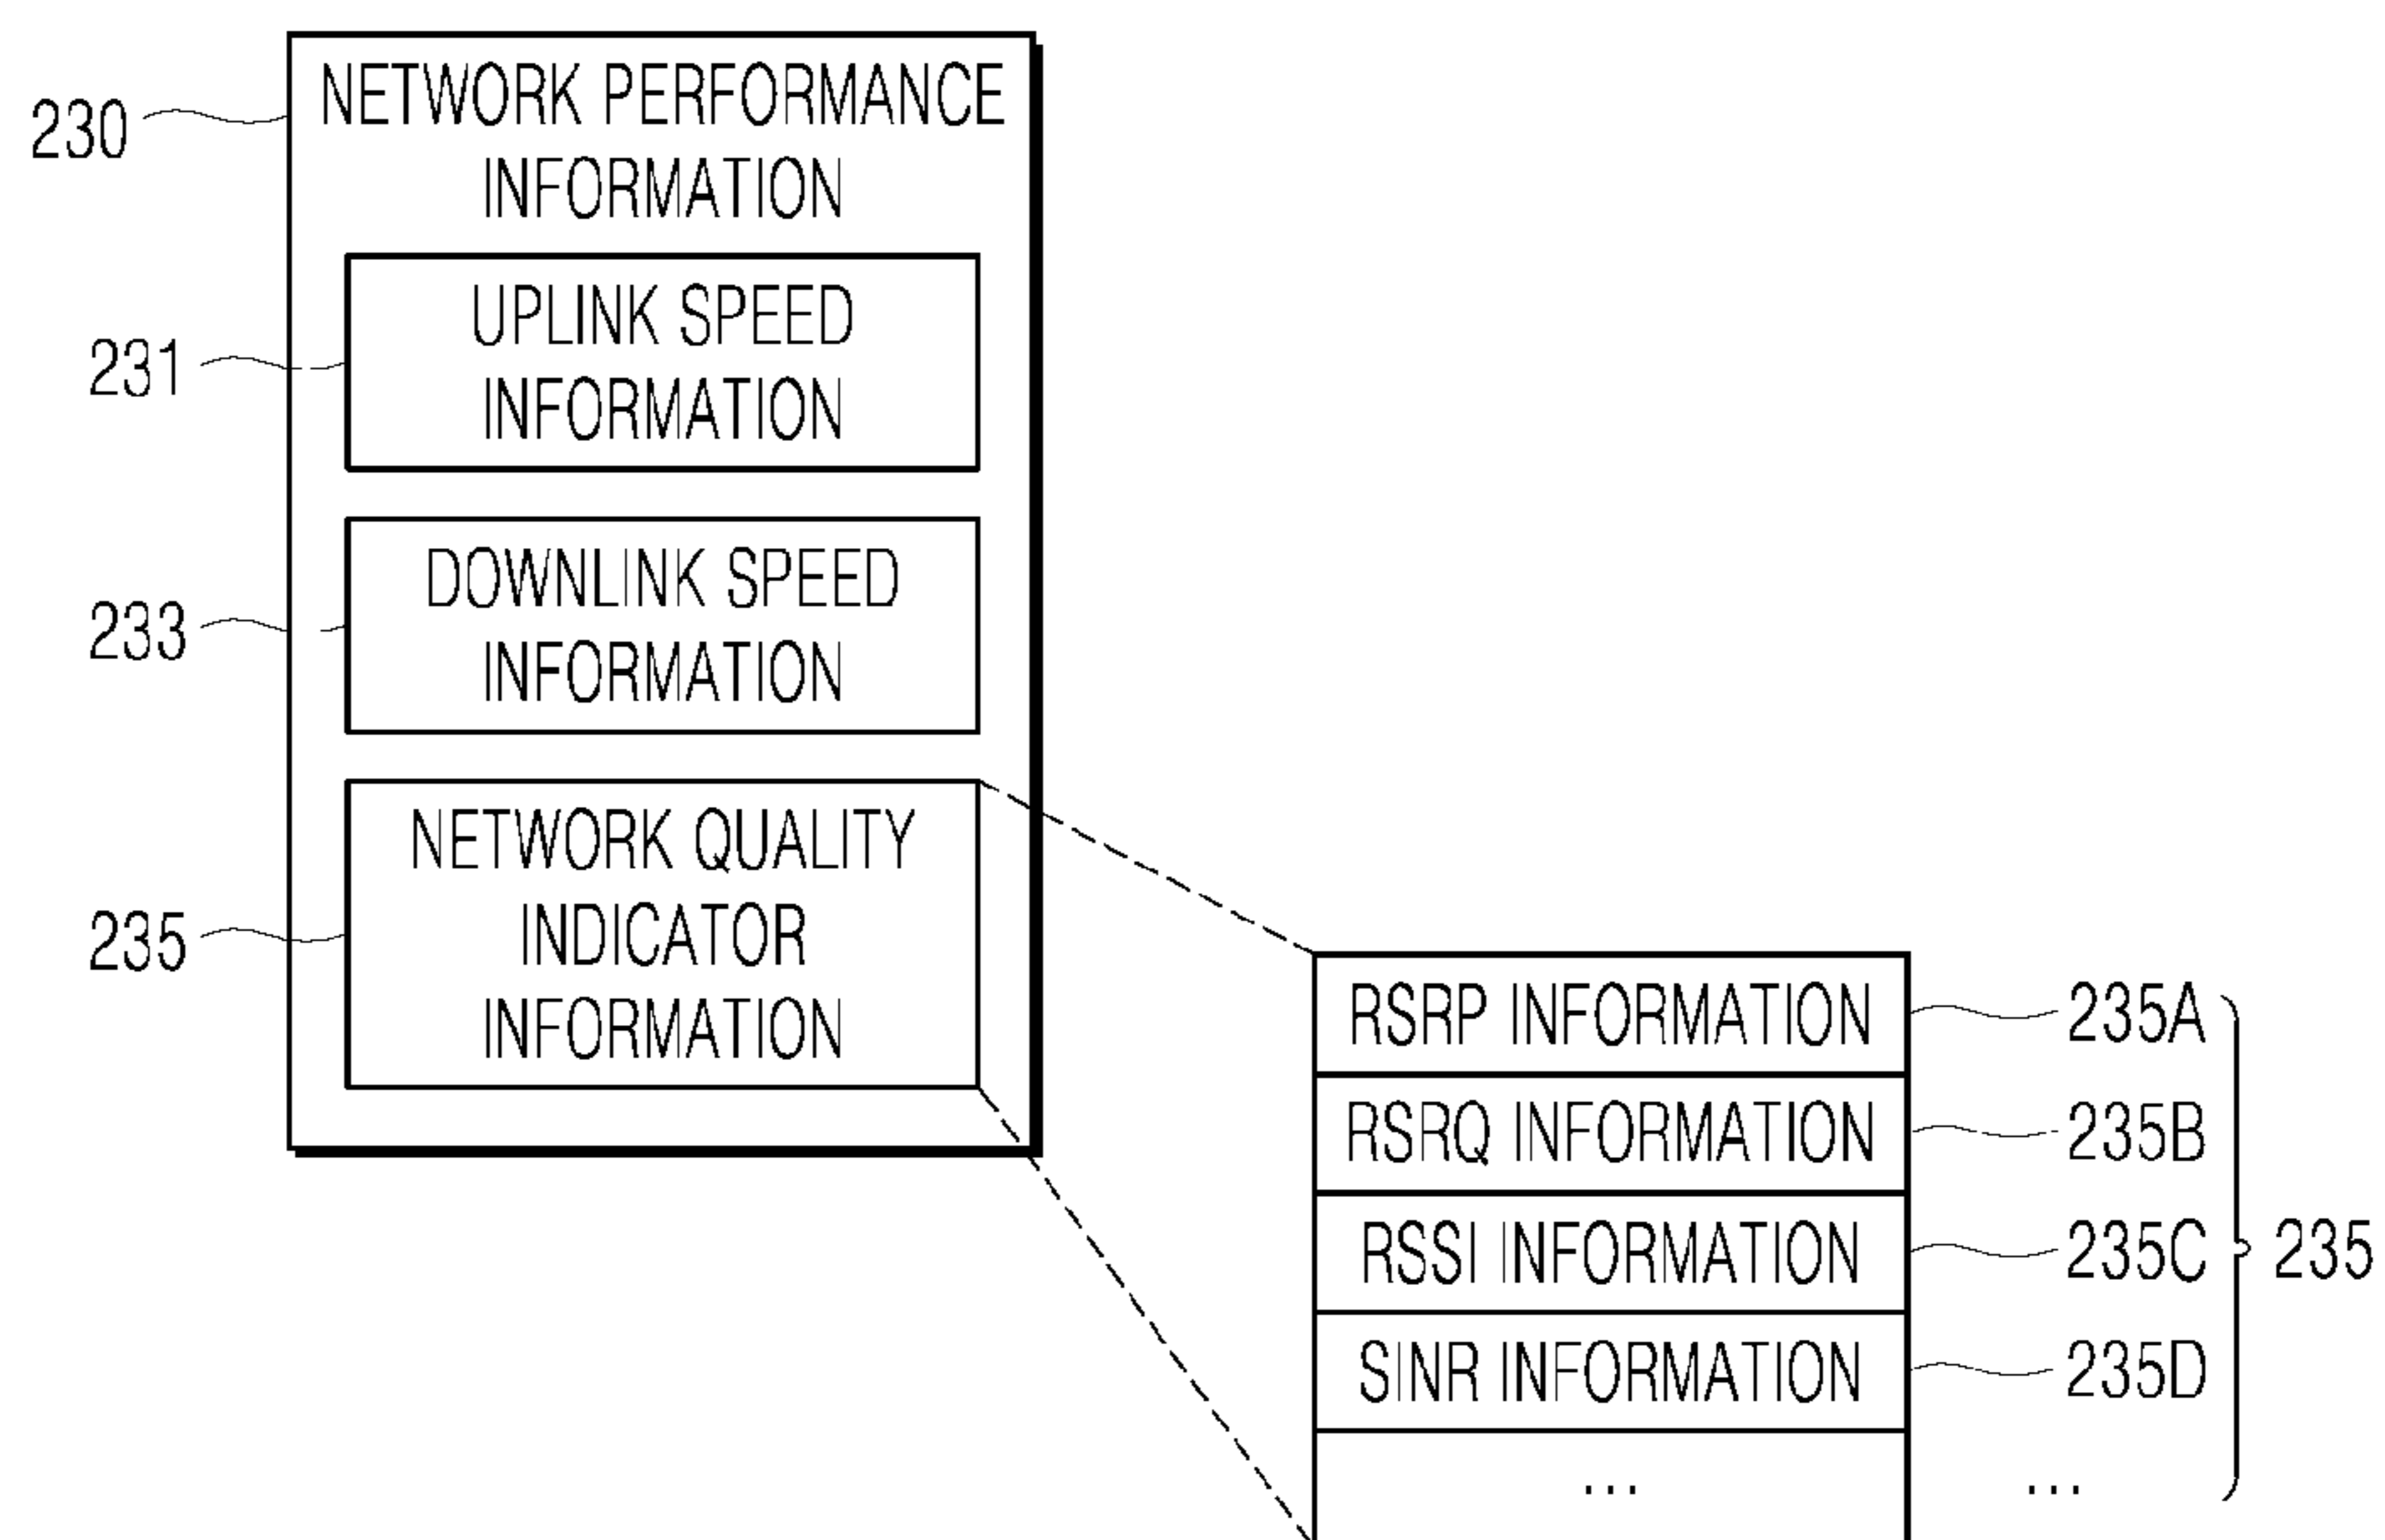 230
NETWORK PERFORMANCE
INFORMATION
231
UPLINK SPEED
INFORMATION
233
DOWNLINK SPEED
INFORMATION
235
NETWORK QUALITY
INDICATOR
INFORMATION
RSRP INFORMATION 235A
RSRQ INFORMATION 235B
RSSI INFORMATION 235C
SINR INFORMATION 235D
... ...
235